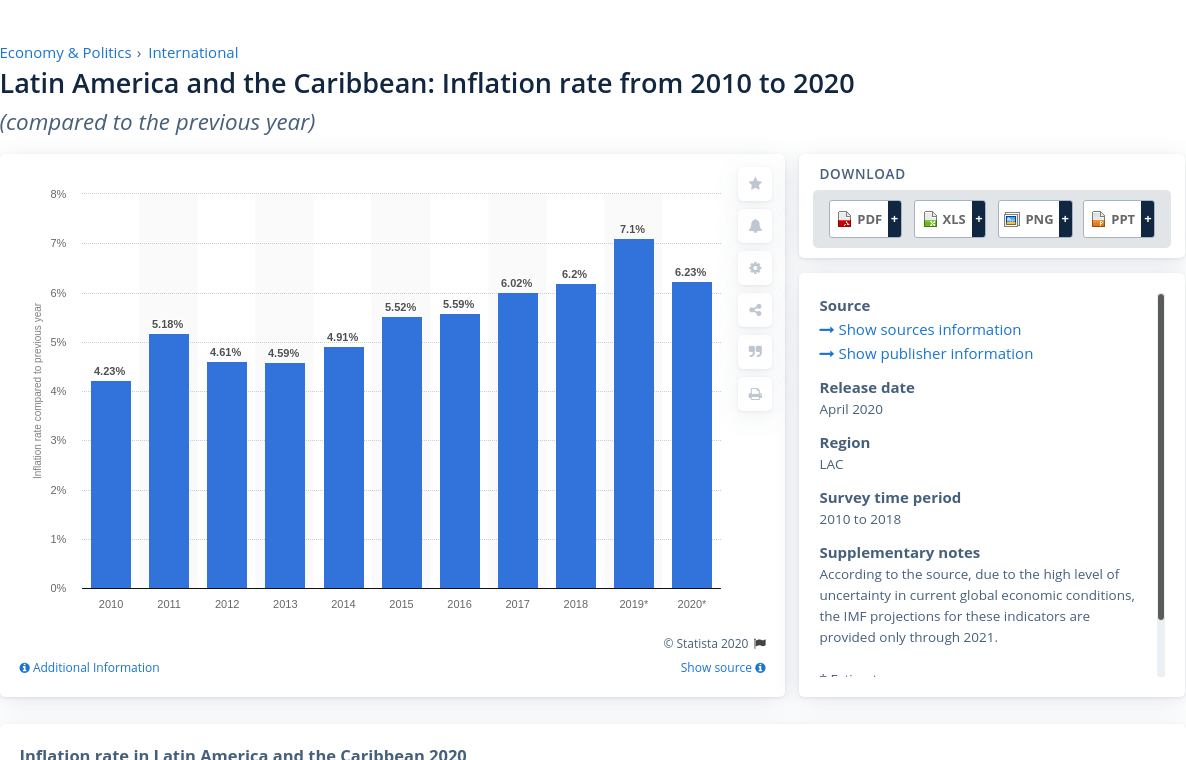 Economy & Politics › International
Latin America and the Caribbean: Inflation rate from 2010 to 2020
(compared to the previous year)
Inflation rate compared to previous year
8%
7%
6%
5%
4%
3%
2%
1%
0%
4.23%
5.18%
4.61%
4.59%
4.91%
5.52%
5.59%
6.02%
6.2%
7.1%
6.23%
2010 2011 2012 2013 2014 2015 2016 2017 2018 2019* 2020*
© Statista 2020
Additional Information
Show source
DOWNLOAD
PDF + XLS + PNG + PPT +
Source
Show sources information
Show publisher information
Release date
April 2020
Region
LAC
Survey time period
2010 to 2018
Supplementary notes
According to the source, due to the high level of
uncertainty in current global economic conditions,
the IMF projections for these indicators are
provided only through 2021.
Inflation rate in Latin America and the Caribbean 2020